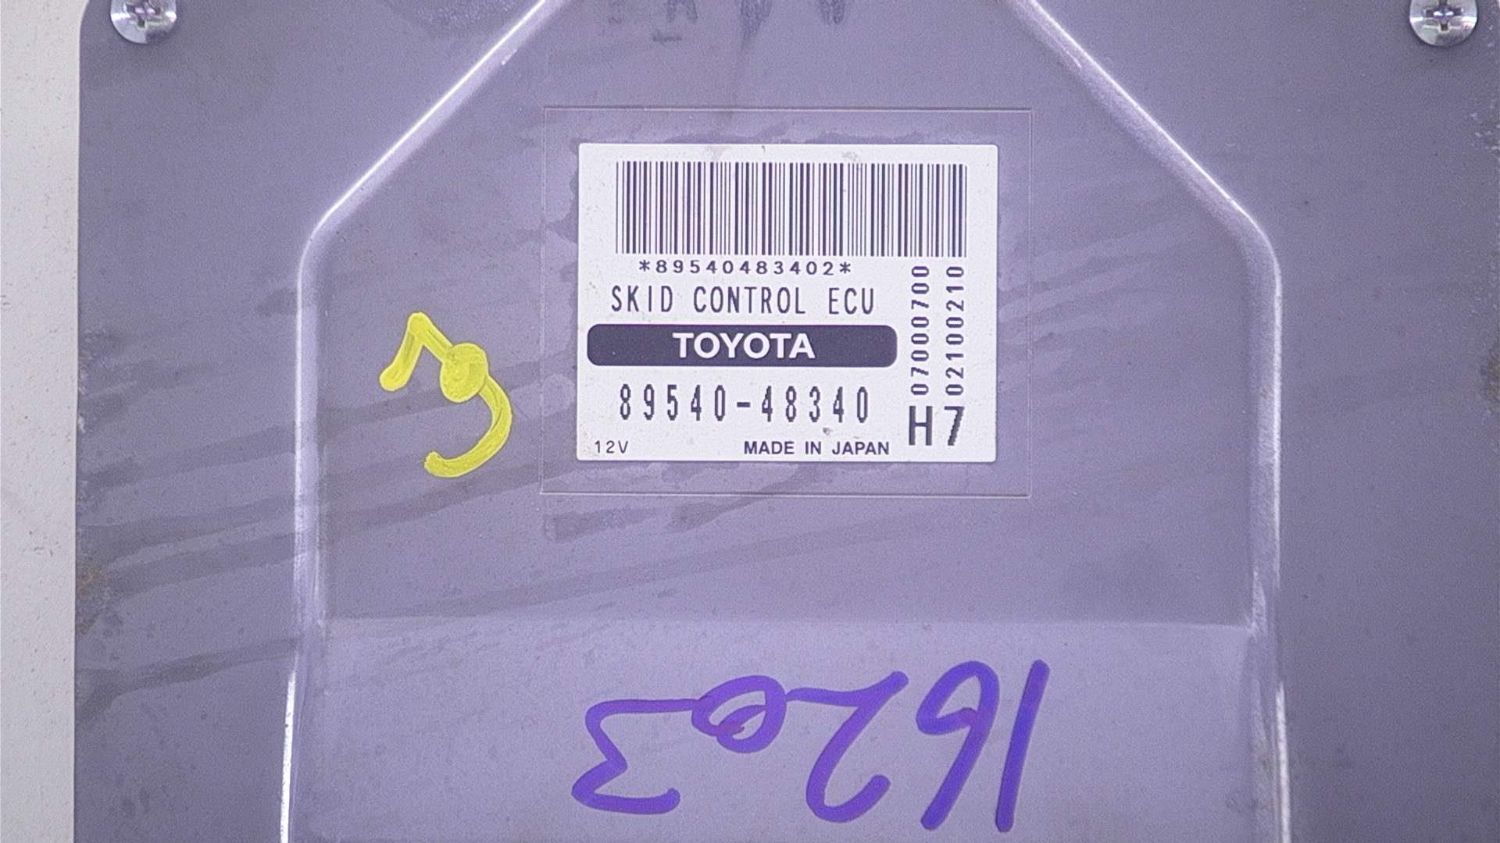 *89540483402*
SKID CONTROL ECU
TOYOTA
89540-48340
12V MADE IN JAPAN
07000700
02100210
H7
1623